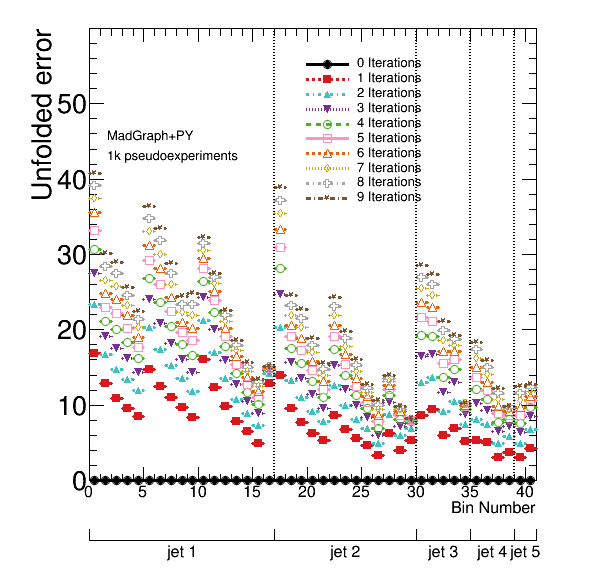 Unfolded error
50
40
30
20
10
0
MadGraph+PY
1k pseudoexperiments
0 Iterations
1 Iterations
2 Iterations
3 Iterations
4 Iterations
5 Iterations
6 Iterations
7 Iterations
8 Iterations
9 Iterations
0 5 10 15 20 25 30 35 40
Bin Number
jet 1 jet 2 jet 3 jet 4 jet 5